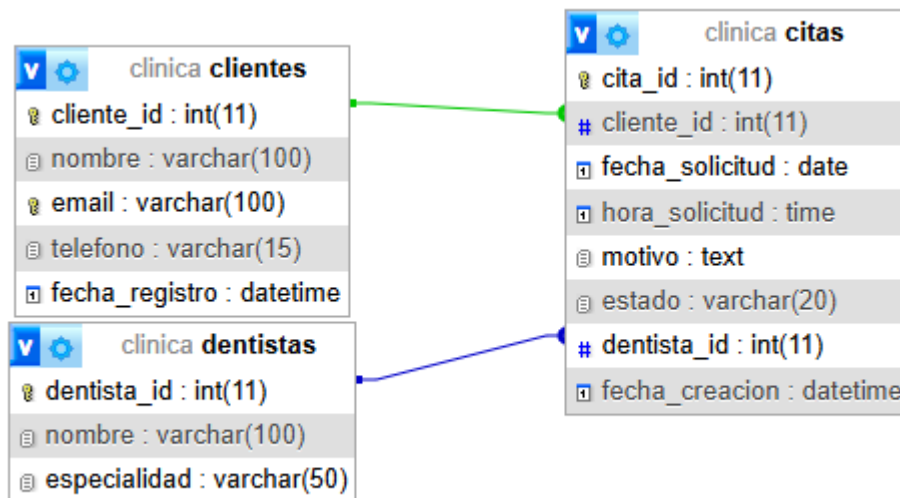 v clinica clientes
cliente_id : int(11)
nombre : varchar(100)
email : varchar(100)
telefono : varchar(15)
fecha_registro : datetime
v clinica dentistas
dentista_id : int(11)
nombre : varchar(100)
especialidad : varchar(50)
v clinica citas
cita_id : int(11)
# cliente_id : int(11)
fecha_solicitud : date
hora_solicitud : time
motivo : text
estado : varchar(20)
# dentista_id : int(11)
fecha_creacion : datetime